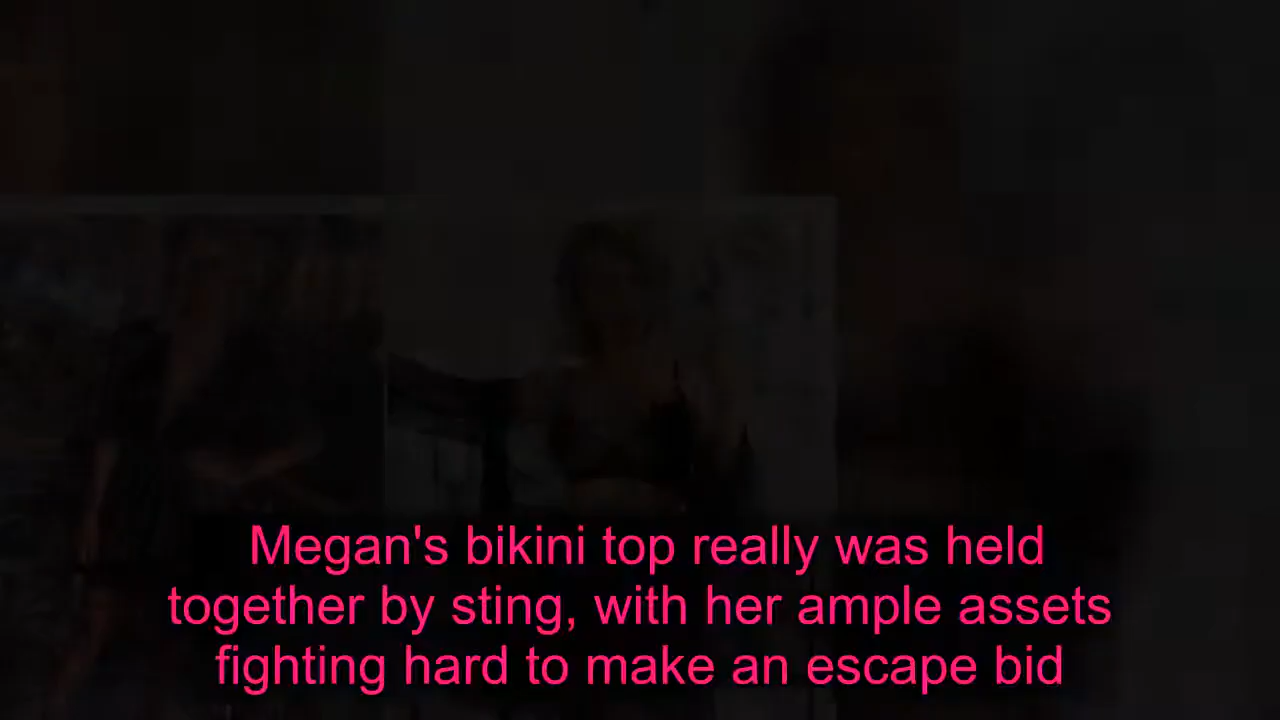 Megan's bikini top really was held
together by sting, with her ample assets
fighting hard to make an escape bid